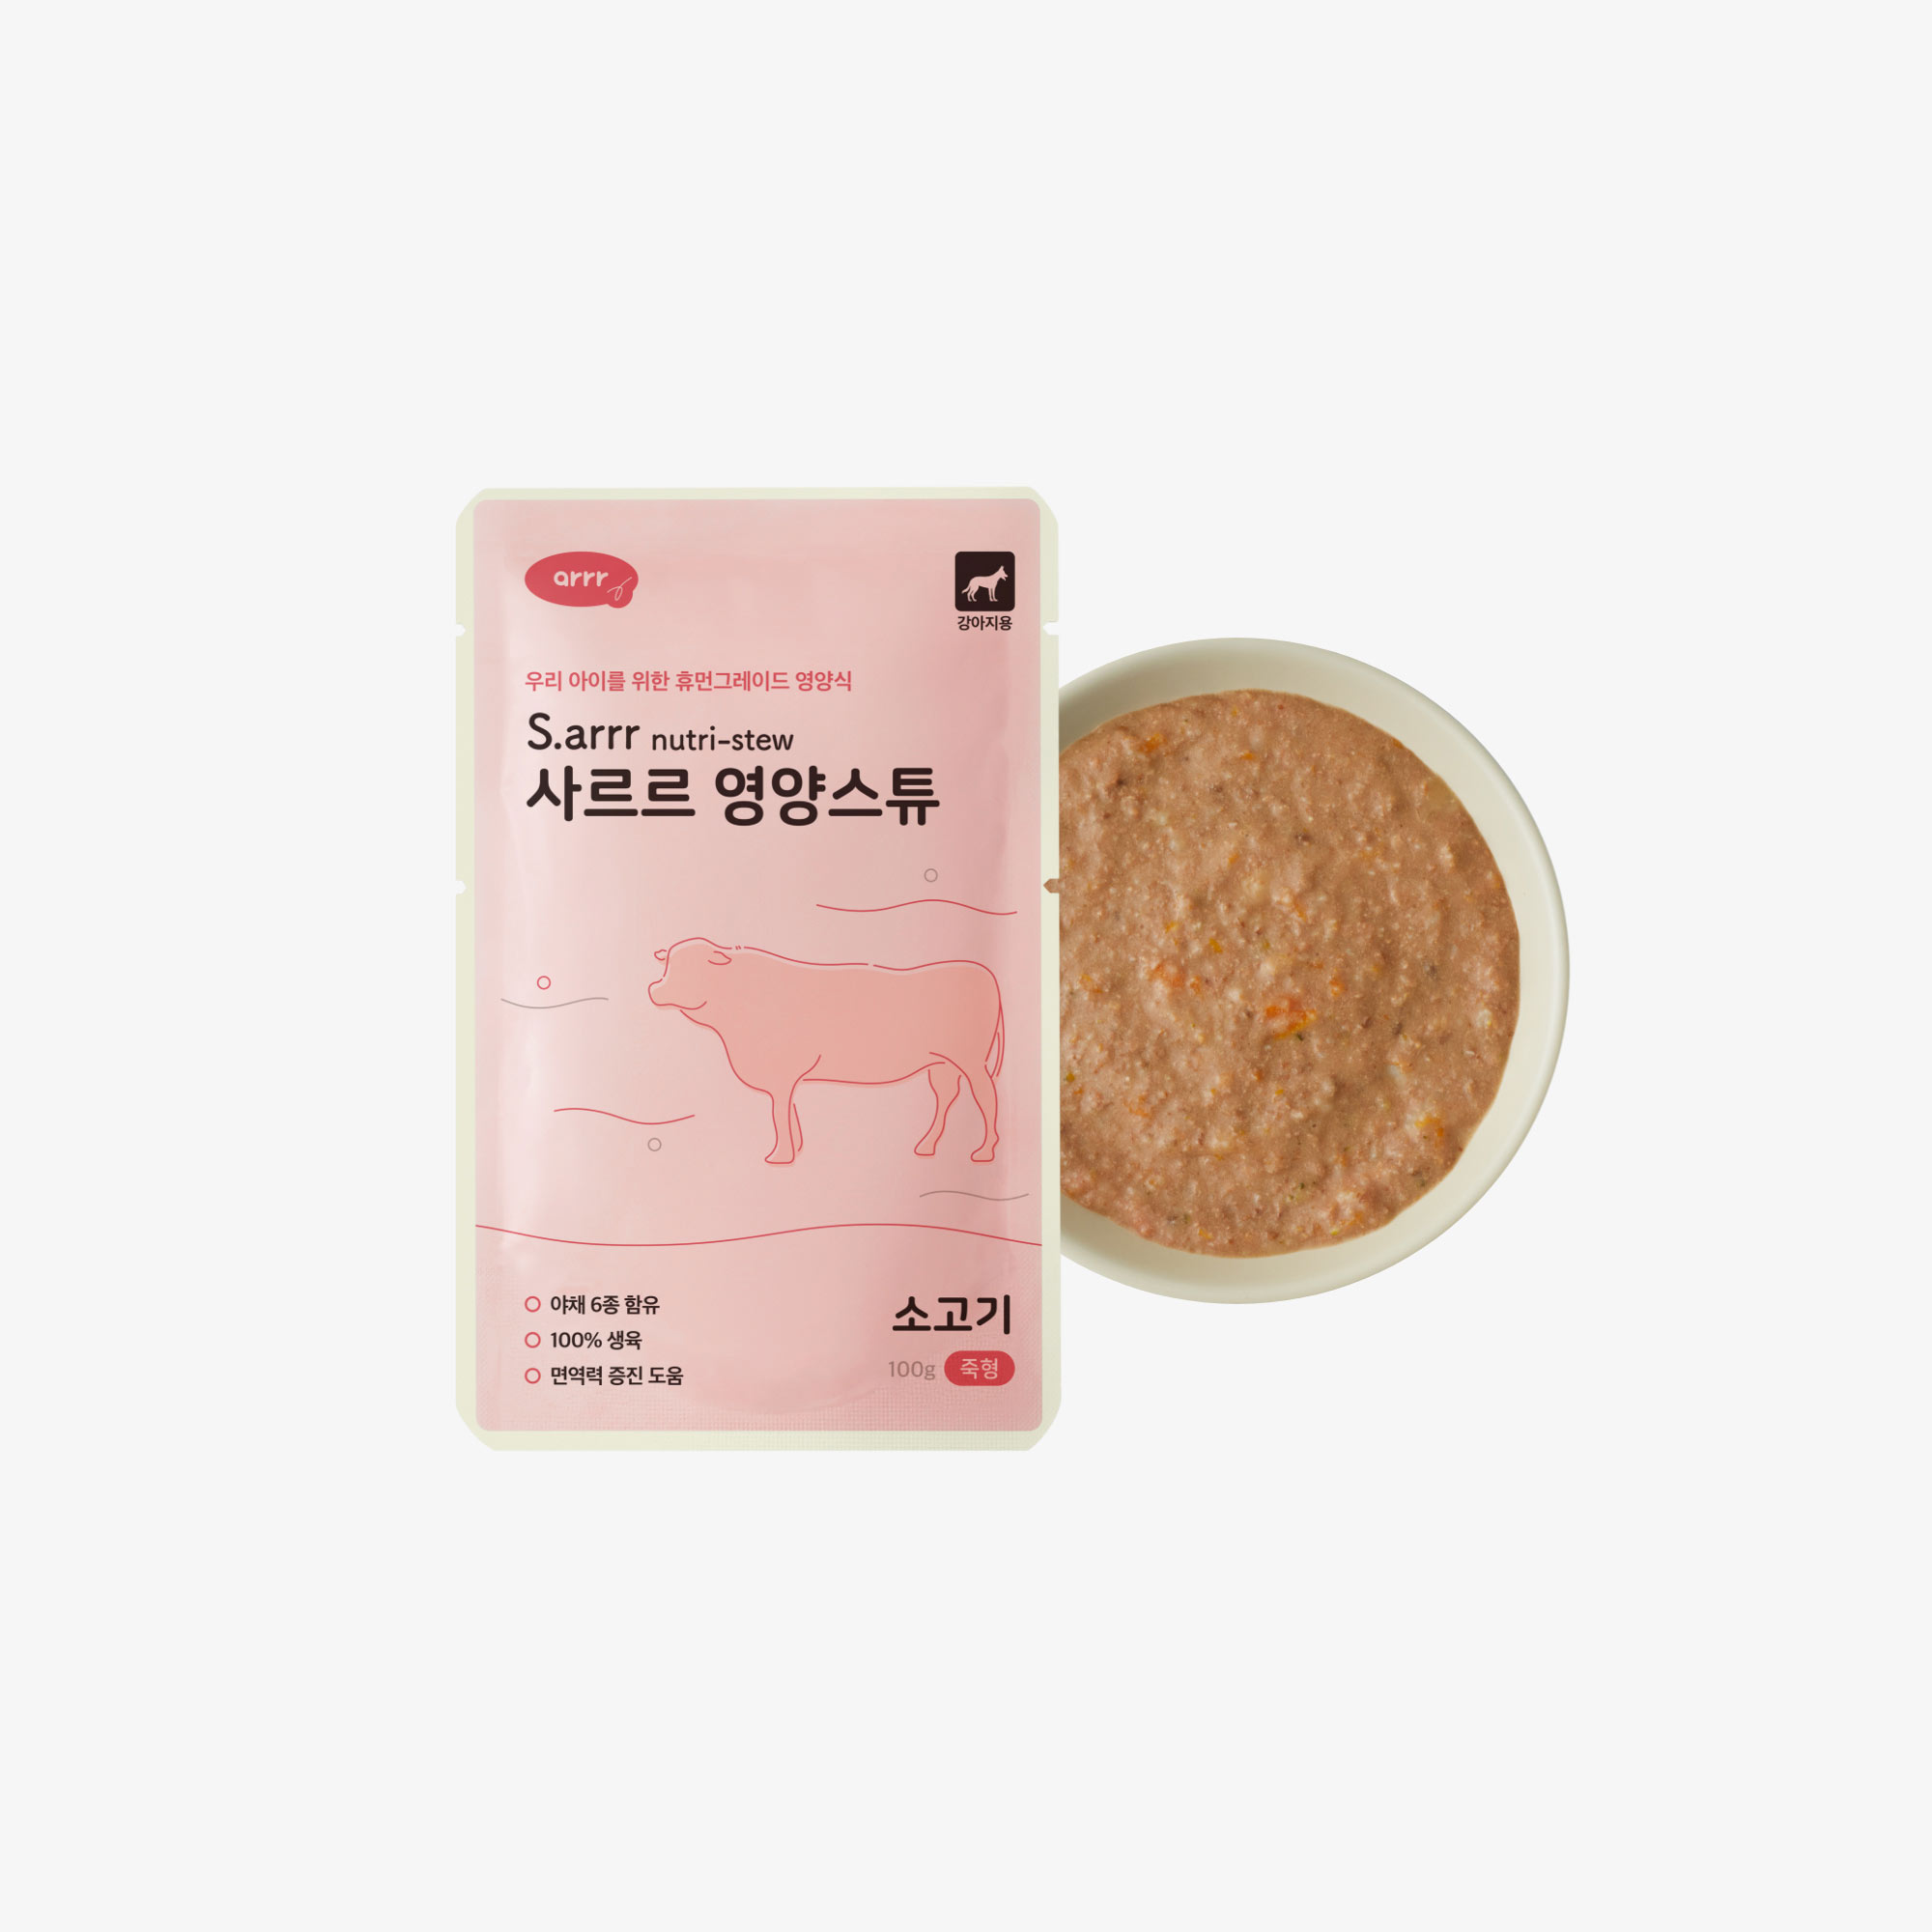 arrr
강아지용
우리 아이를 위한 휴먼그레이드 영양식
S.arrr nutri-stew
사르르 영양스튜
야채 6종 함유
100% 생육
면역력 증진 도움
소고기
100g 죽형